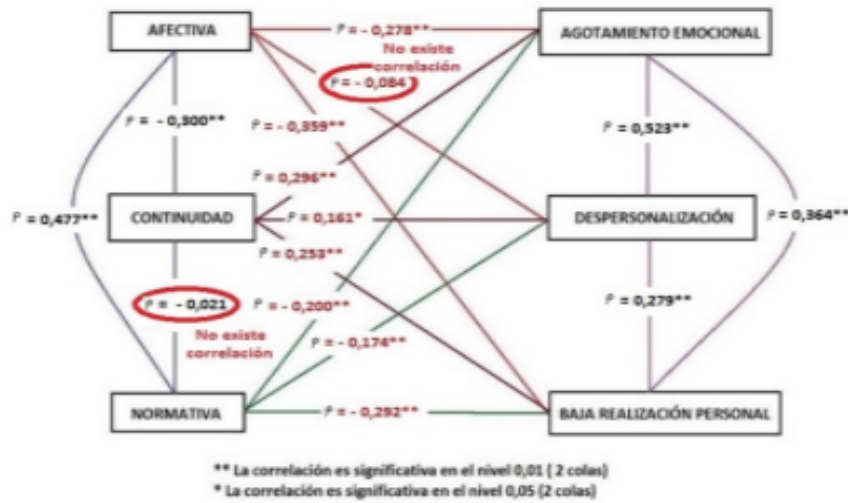 AFECTIVA
ρ = - 0,278**
AGOTAMIENTO EMOCIONAL
No existe
correlación
ρ = - 0,084
ρ = - 0,300**
ρ = - 0,359**
ρ = 0,523**
ρ = 0,296**
ρ = 0,477**
CONTINUIDAD
ρ = 0,161*
DESPERSONALIZACIÓN
ρ = 0,364**
ρ = 0,253**
ρ = - 0,021
ρ = - 0,200**
ρ = 0,279**
No existe
correlación
ρ = - 0,174**
NORMATIVA
ρ = - 0,292**
BAJA REALIZACIÓN PERSONAL
** La correlación es significativa en el nivel 0,01 ( 2 colas)
* La correlación es significativa en el nivel 0,05 (2 colas)